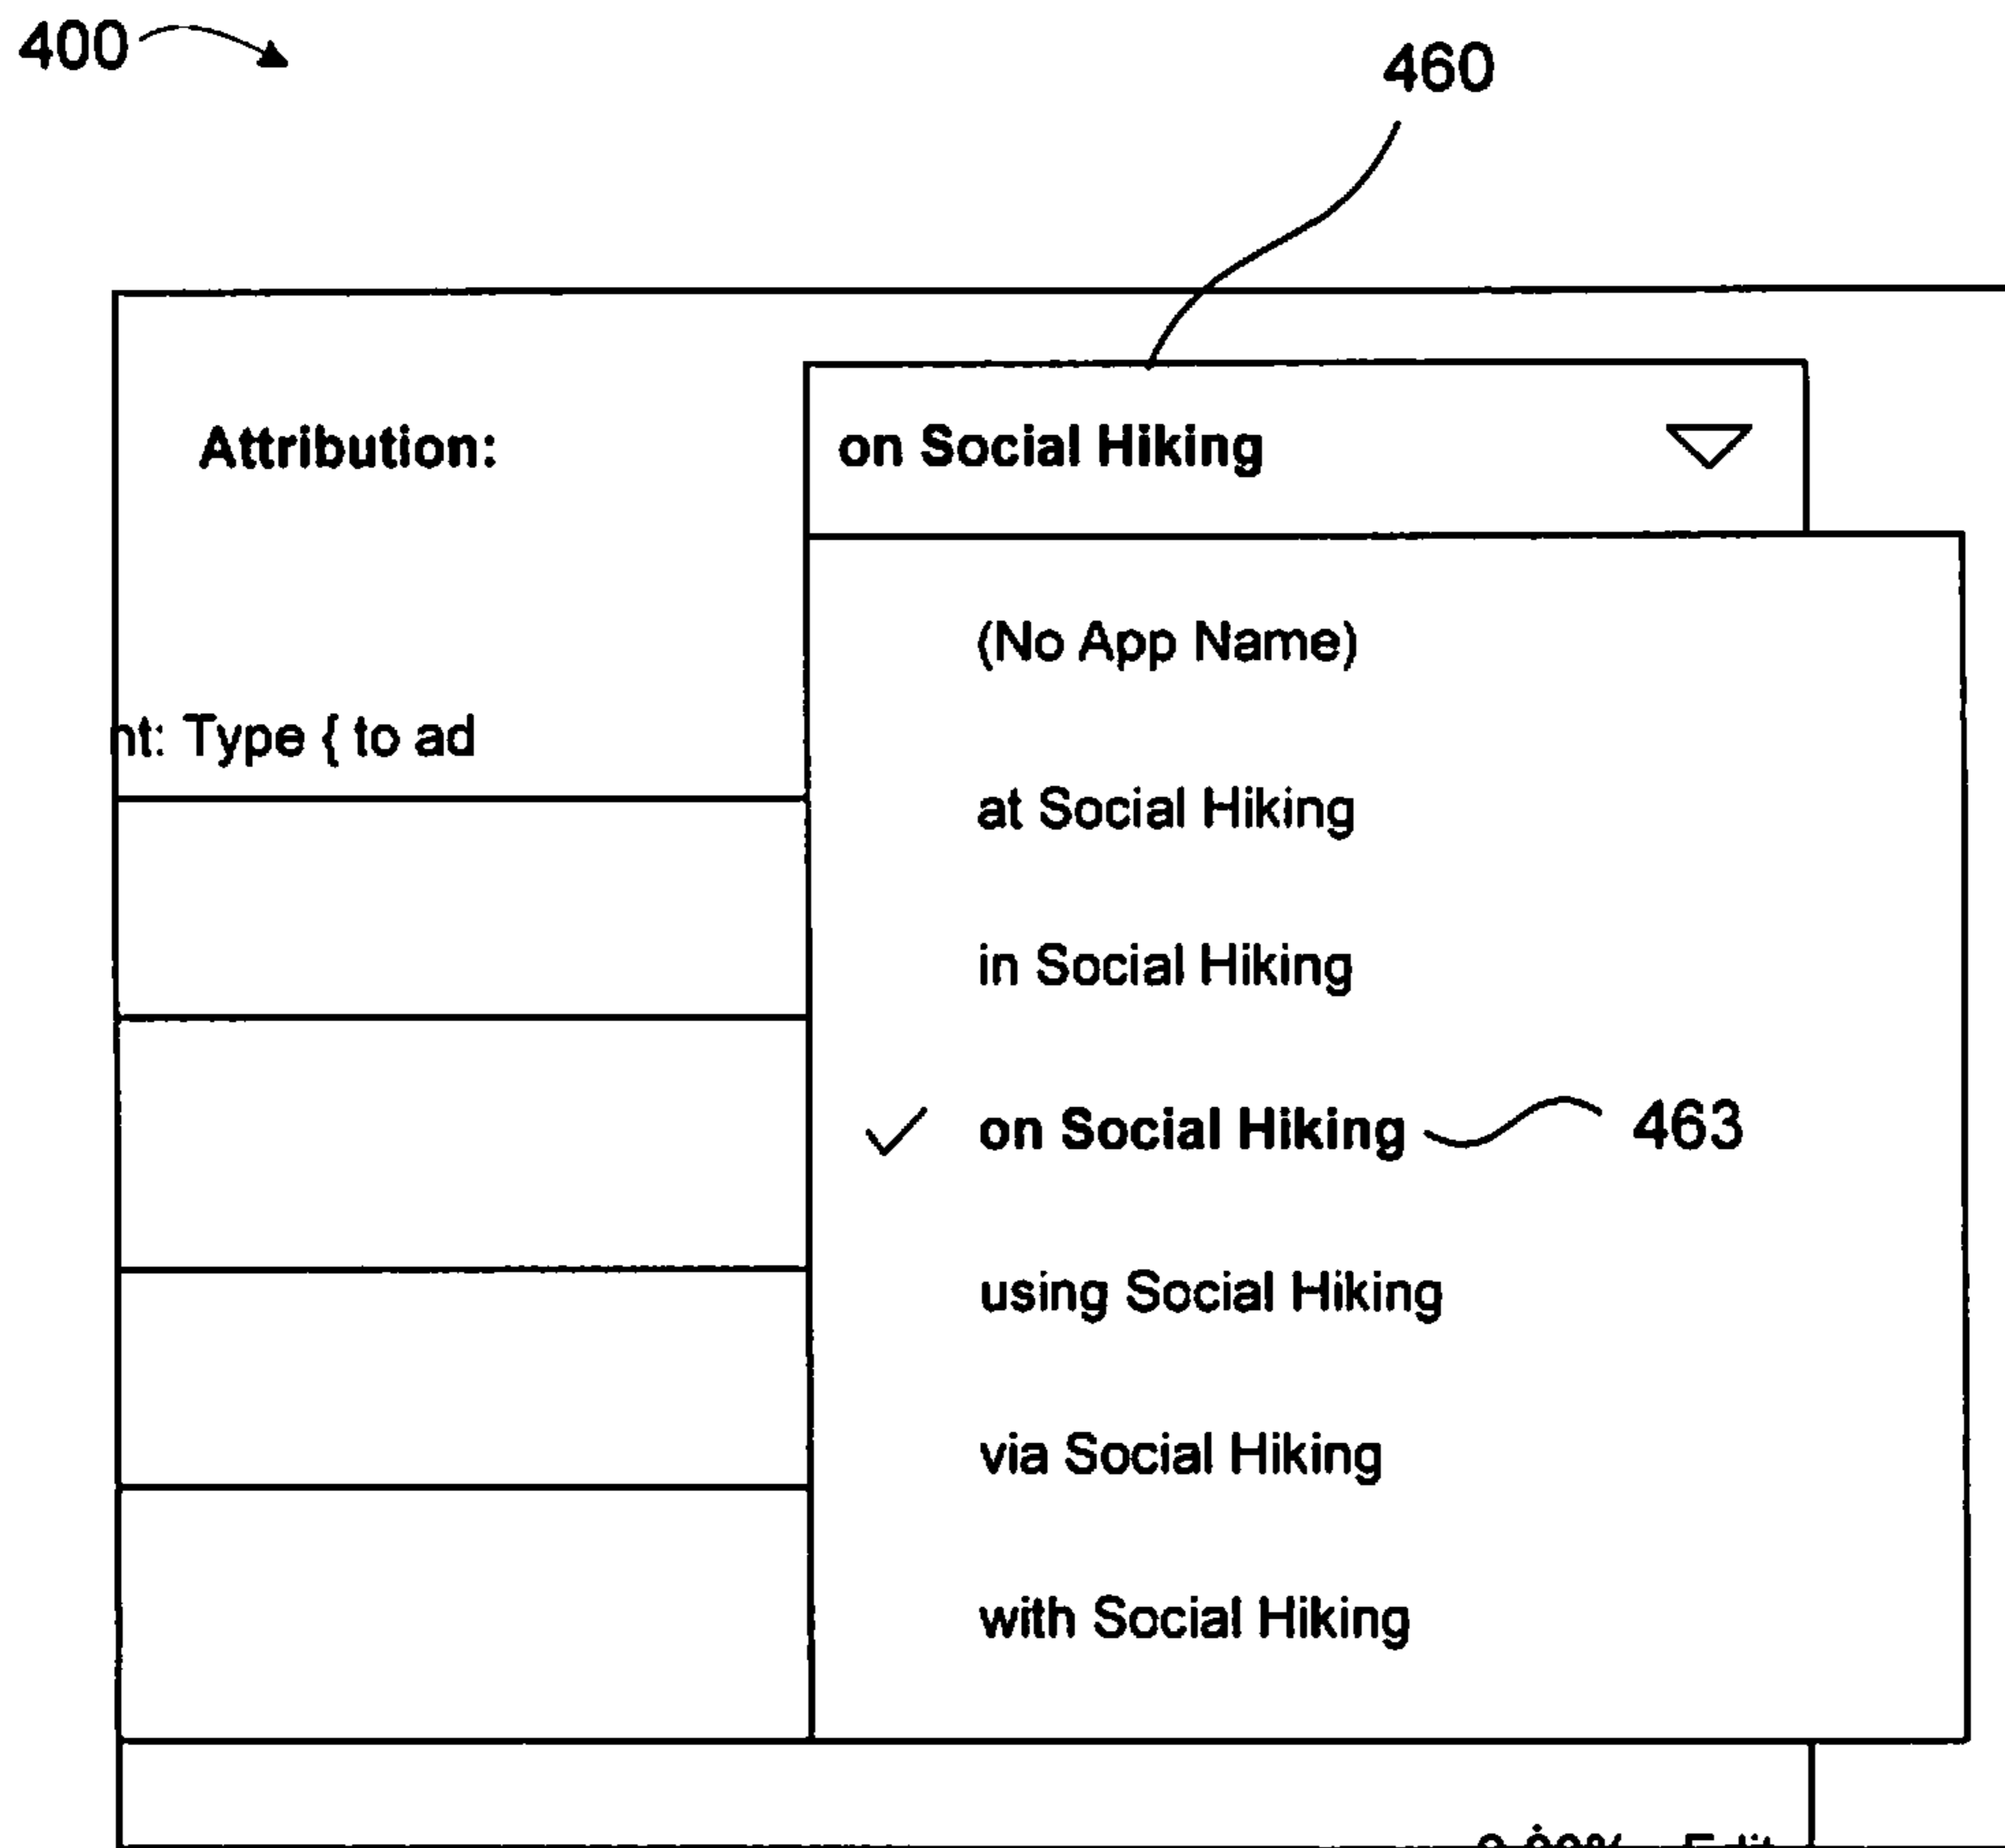 400
460
Attribution:
on Social Hiking
(No App Name)
nt: Type { to ad
at Social Hiking
in Social Hiking
on Social Hiking
463
using Social Hiking
via Social Hiking
with Social Hiking
Edit